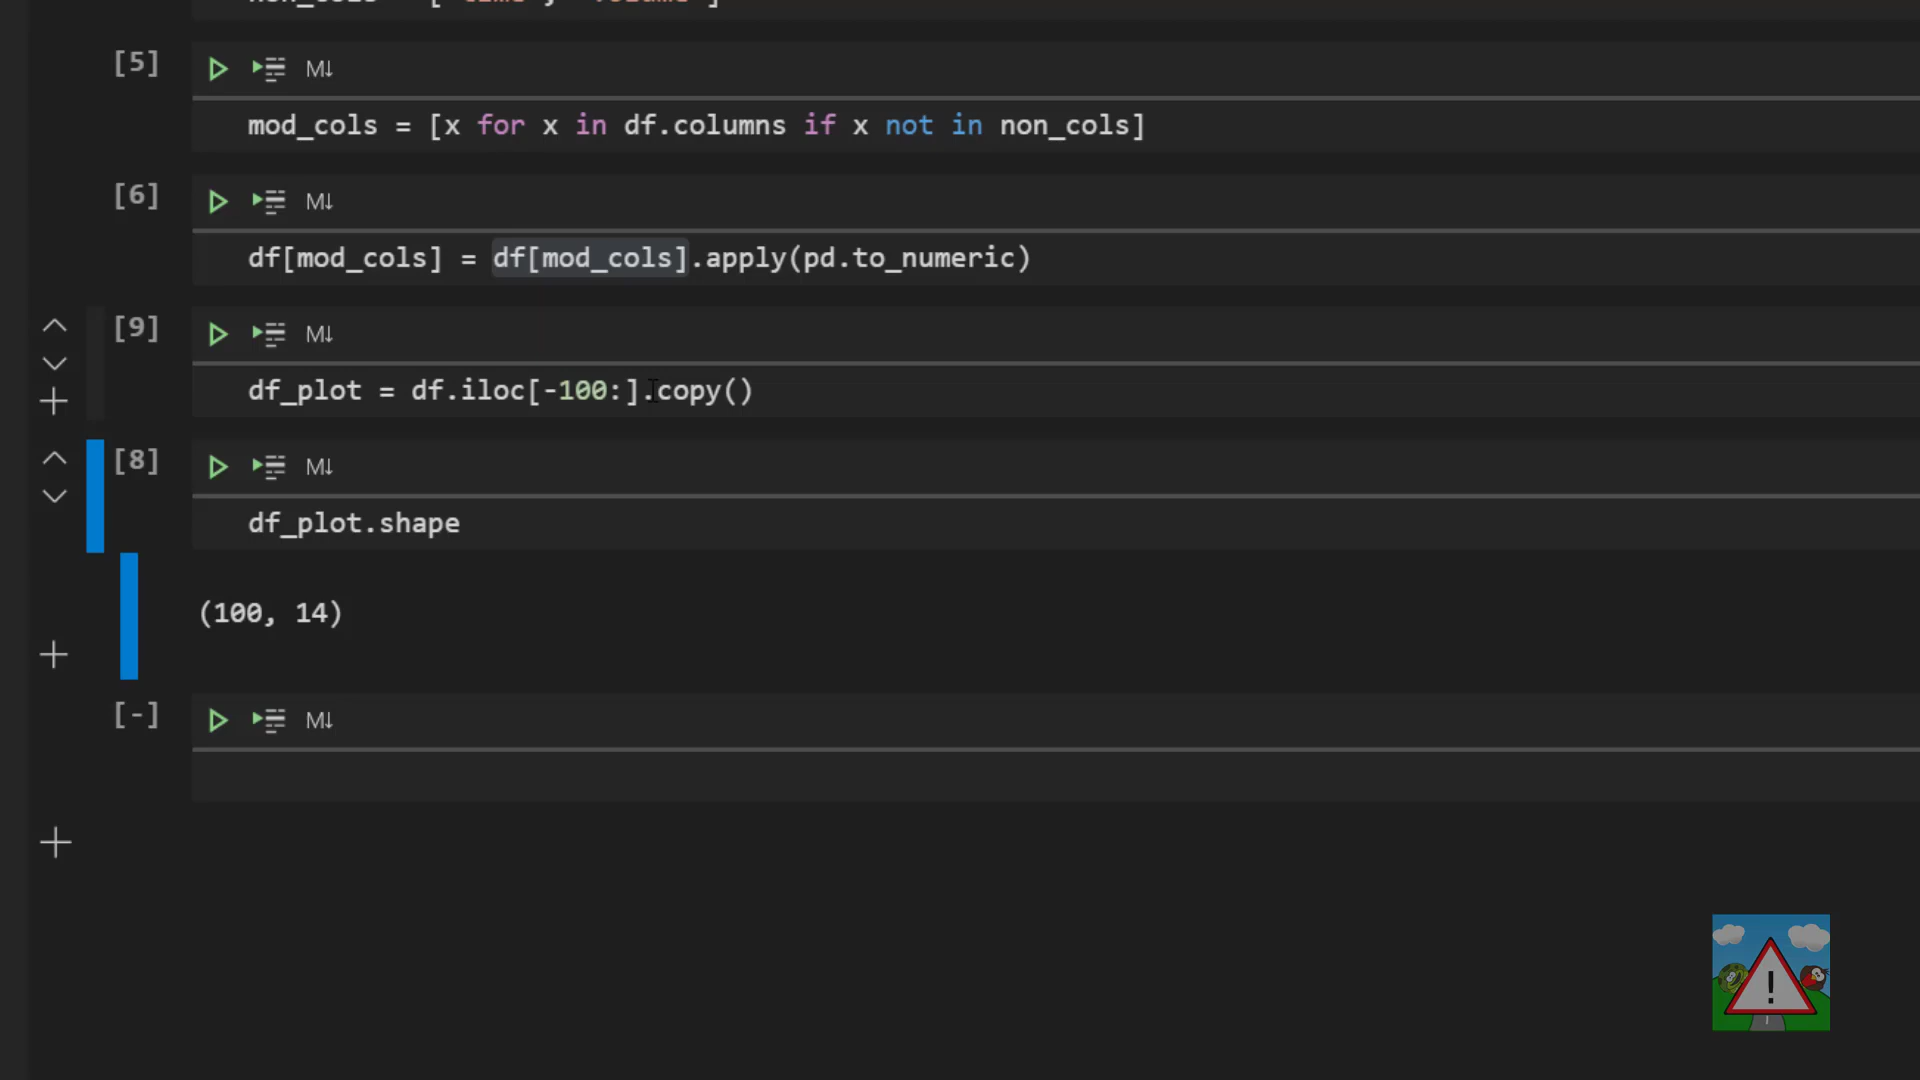 [5]
M↓
mod_cols = [x for x in df.columns if x not in non_cols]
[6]
M↓
df[mod_cols] = df[mod_cols].apply(pd.to_numeric)
[9]
M↓
df_plot = df.iloc[-100:].copy()
[8]
M↓
df_plot.shape
(100, 14)
[-]
M↓
!